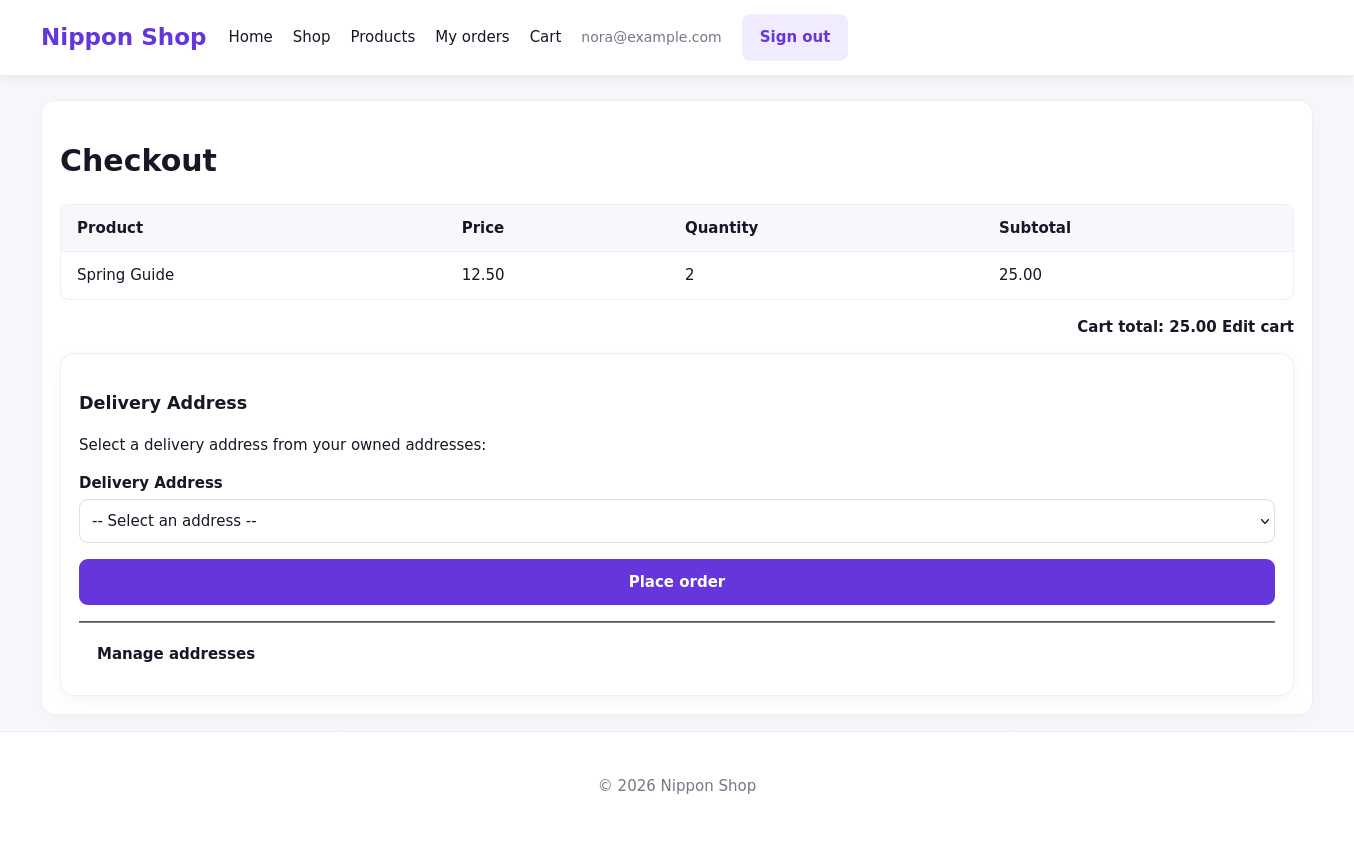 Nippon Shop Home Shop Products My orders Cart nora@example.com Sign out
Checkout
Product Price Quantity Subtotal
Spring Guide 12.50 2 25.00
Cart total: 25.00 Edit cart
Delivery Address
Select a delivery address from your owned addresses:
Delivery Address
-- Select an address --
Place order
Manage addresses
© 2026 Nippon Shop